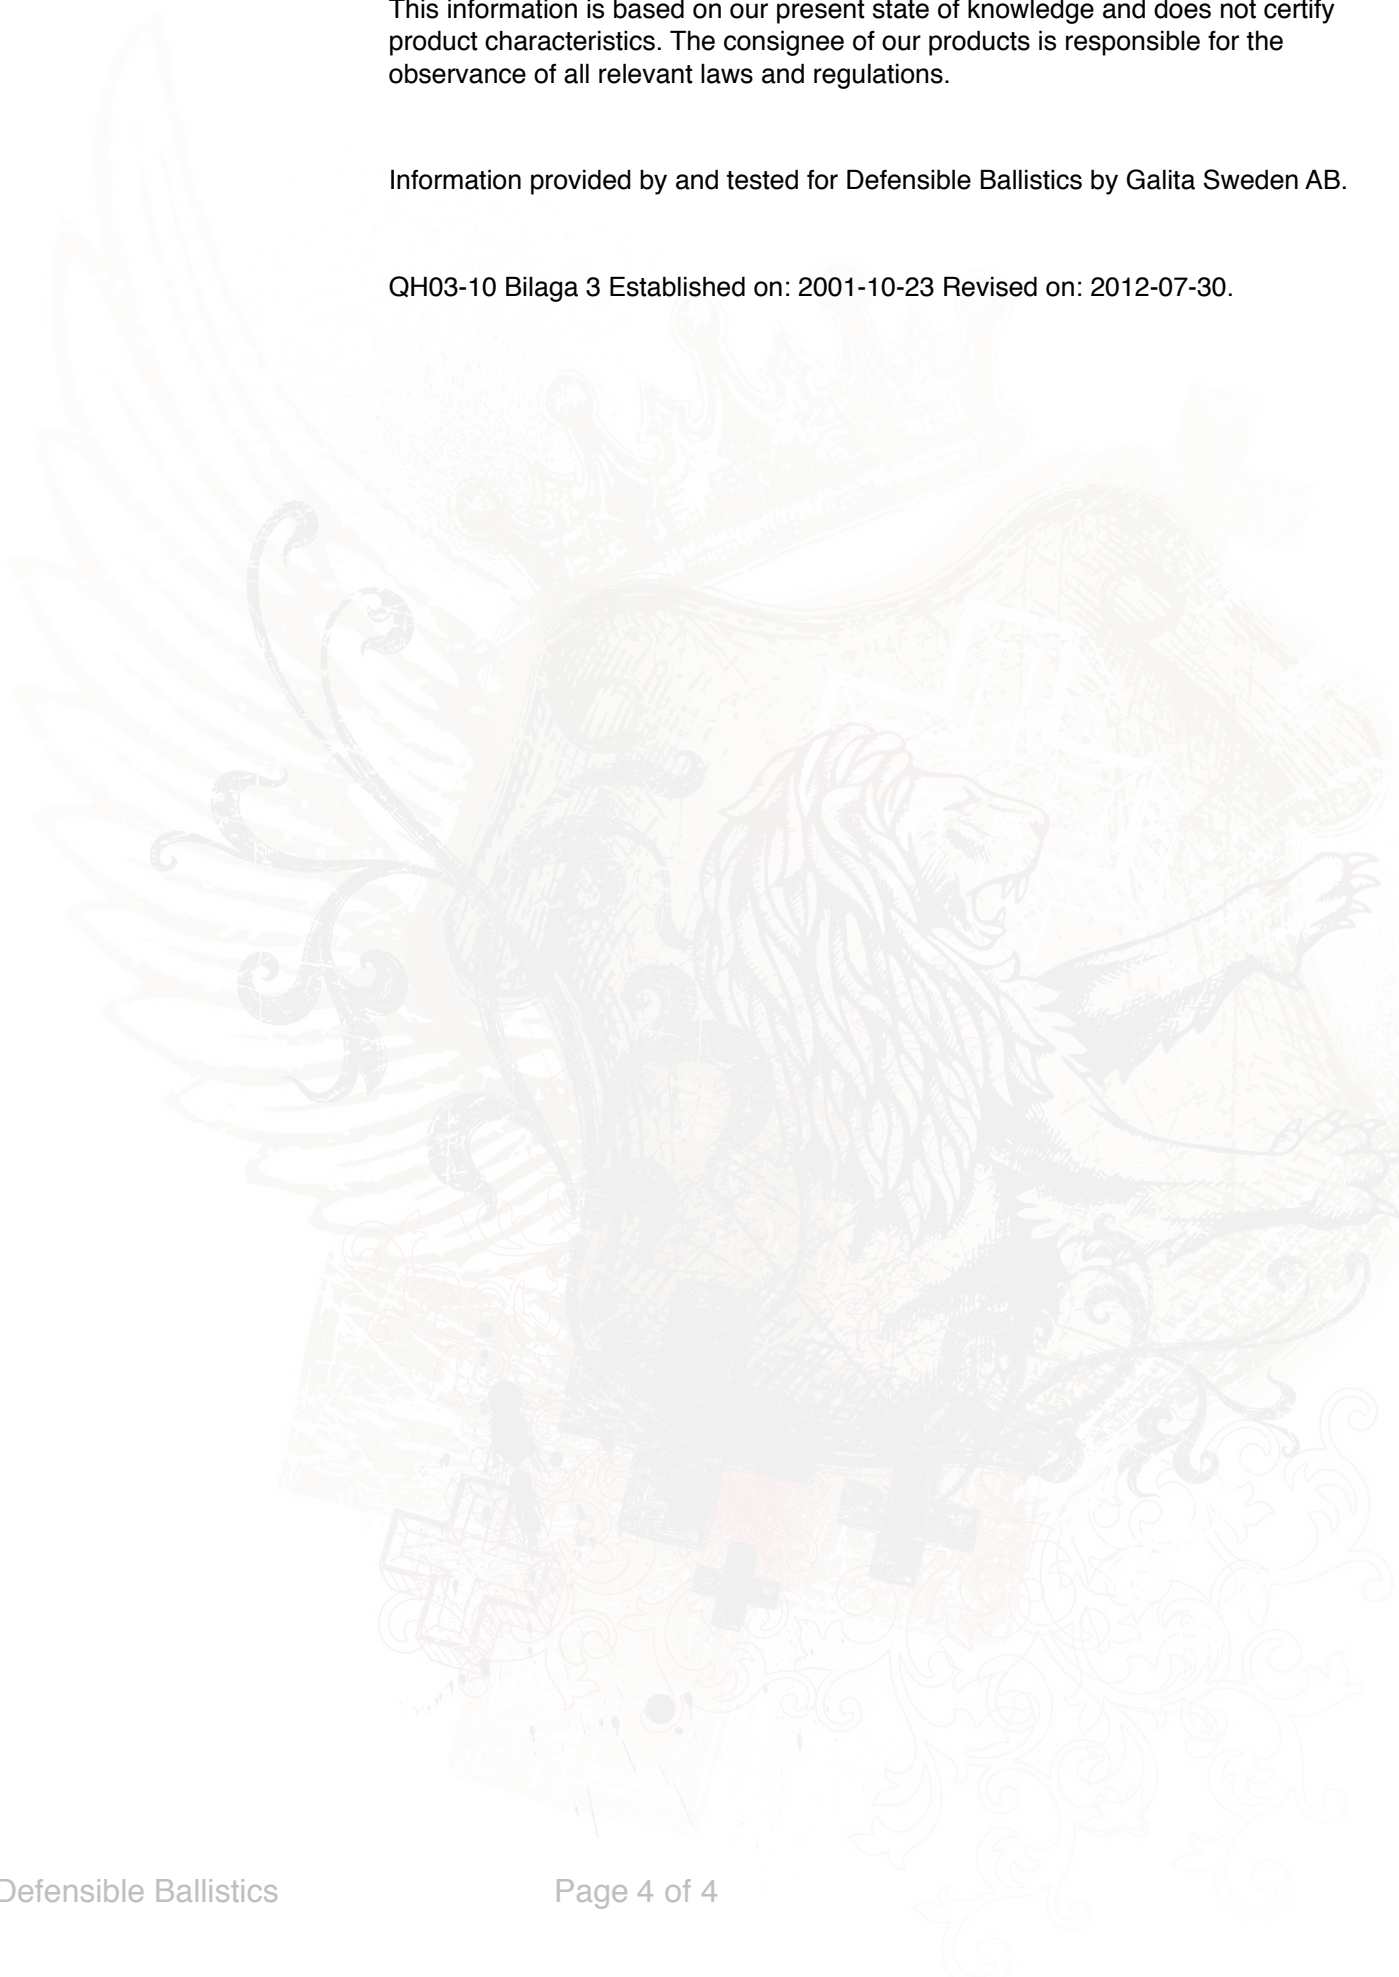 This information is based on our present state of knowledge and does not certify
product characteristics. The consignee of our products is responsible for the
observance of all relevant laws and regulations.
Information provided by and tested for Defensible Ballistics by Galita Sweden AB.
QH03-10 Bilaga 3 Established on: 2001-10-23 Revised on: 2012-07-30.
Defensible Ballistics Page 4 of 4